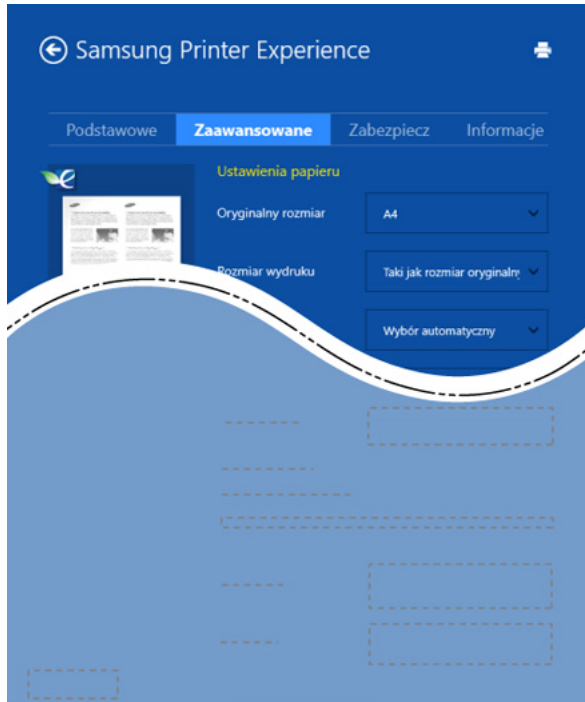 Samsung Printer Experience
Podstawowe Zaawansowane Zabezpiecz Informacje
Ustawienia papieru
Oryginalny rozmiar A4
Rozmiar wydruku Taki jak rozmiar oryginalny
Wybór automatyczny